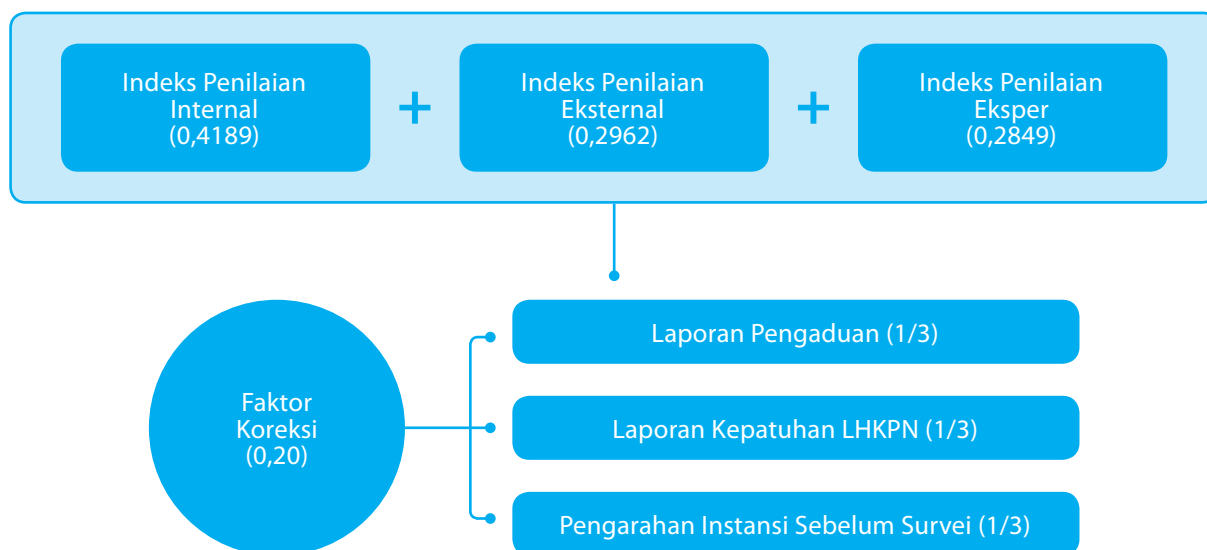 Indeks Penilaian
Internal
(0,4189)
+
Indeks Penilaian
Eksternal
(0,2962)
+
Indeks Penilaian
Eksper
(0,2849)
Faktor
Koreksi
(0,20)
Laporan Pengaduan (1/3)
Laporan Kepatuhan LHKPN (1/3)
Pengarahan Instansi Sebelum Survei (1/3)